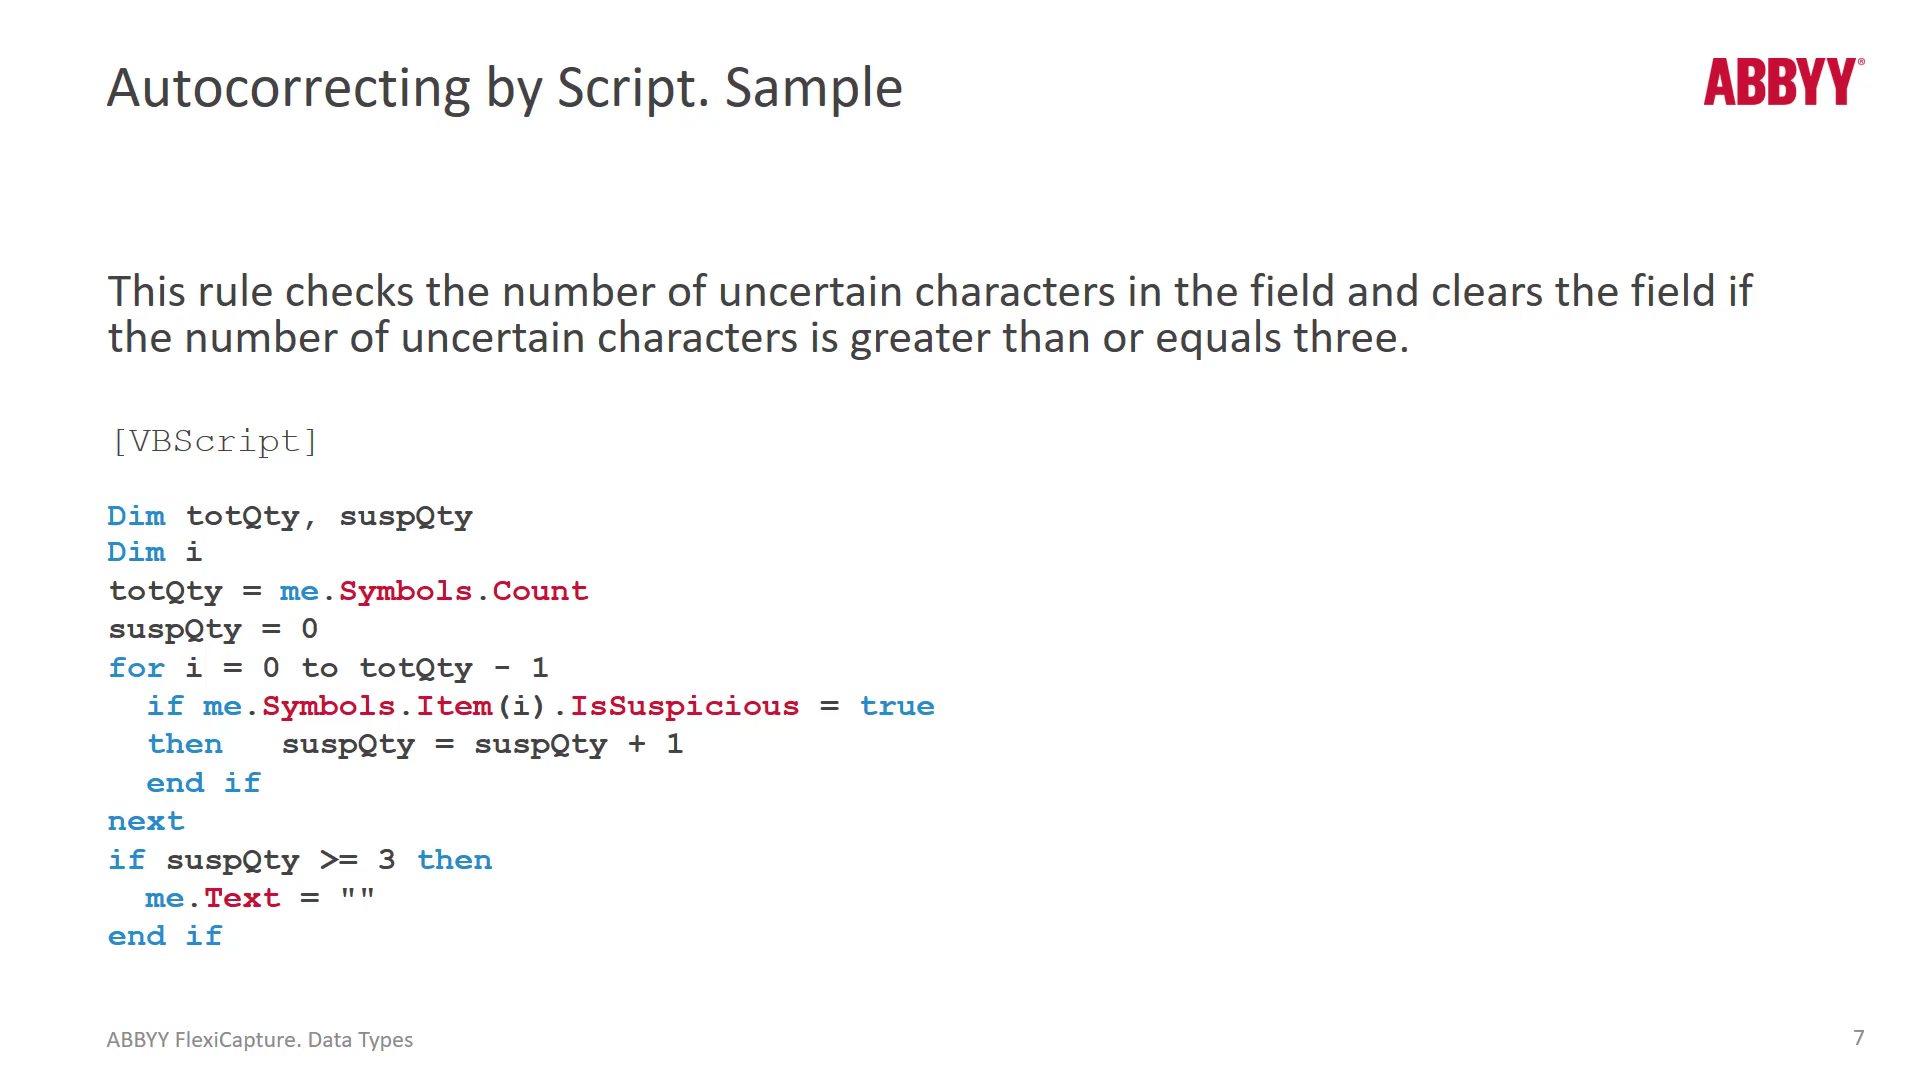 Autocorrecting by Script. Sample
ABBYY®
This rule checks the number of uncertain characters in the field and clears the field if
the number of uncertain characters is greater than or equals three.
[VBScript]
Dim totQty, suspQty
Dim i
totQty = me.Symbols.Count
suspQty = 0
for i = 0 to totQty - 1
  if me.Symbols.Item(i).IsSuspicious = true
  then   suspQty = suspQty + 1
  end if
next
if suspQty >= 3 then
  me.Text = ""
end if
ABBYY FlexiCapture. Data Types
7